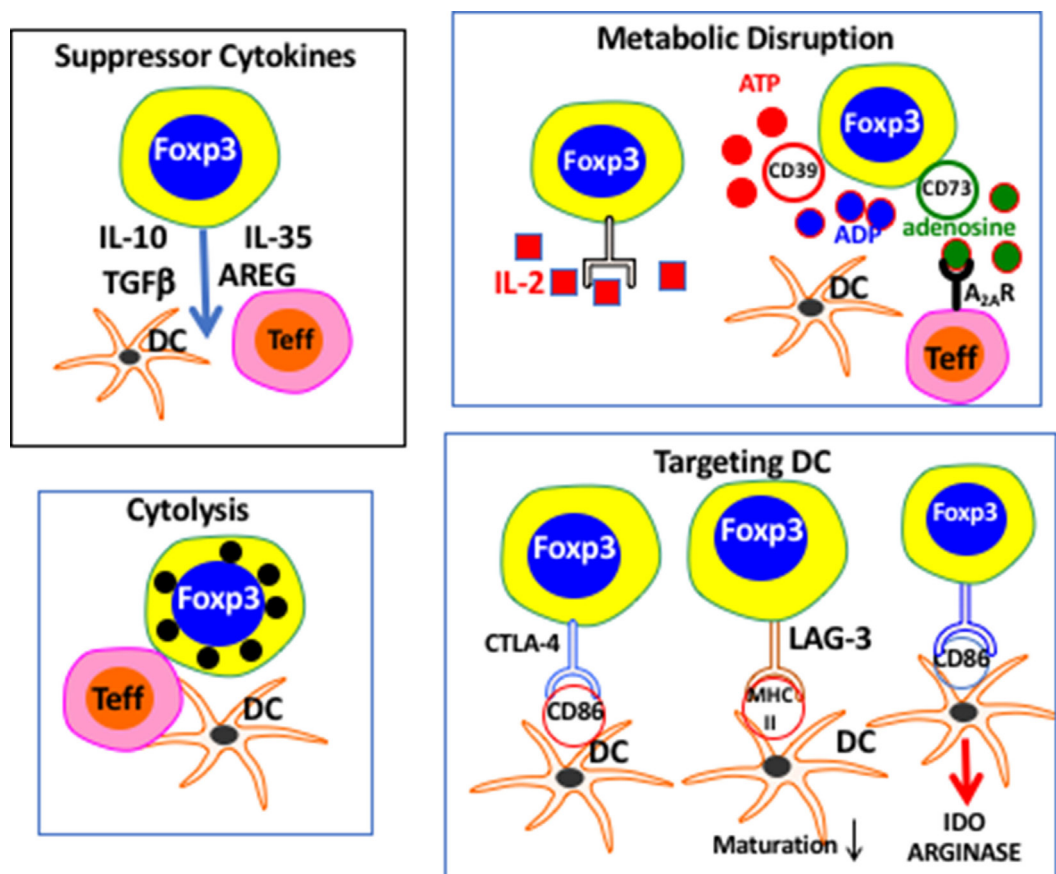 Suppressor Cytokines
Foxp3
IL-10 IL-35
TGFβ AREG
DC
Teff
Metabolic Disruption
ATP
Foxp3
Foxp3
CD39
CD73
ADP
adenosine
IL-2
DC
A2AR
Teff
Cytolysis
Foxp3
Teff
DC
Targeting DC
Foxp3
Foxp3
Foxp3
CTLA-4
LAG-3
CD86
MHC
II
CD86
DC
DC
Maturation ↓
IDO
ARGINASE